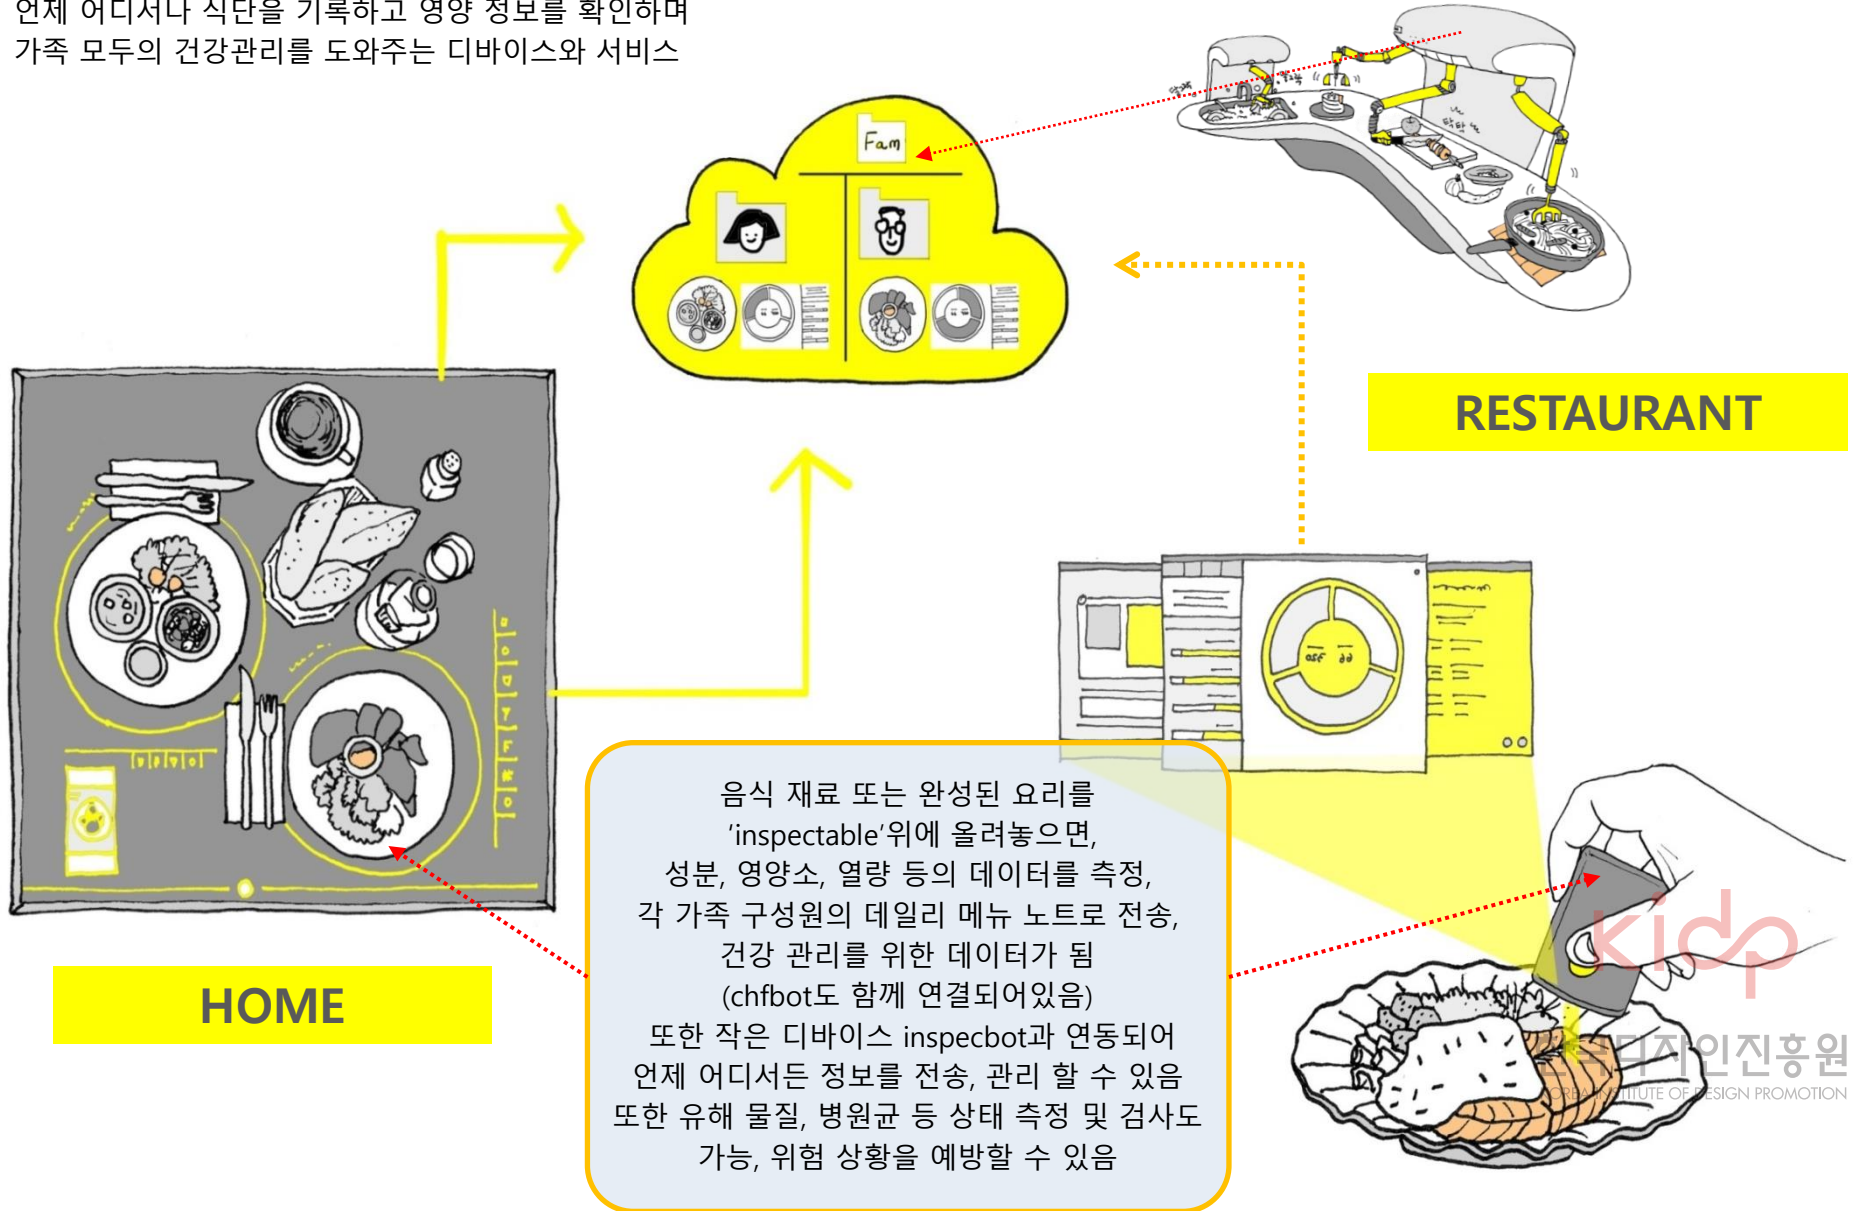 언제 어디서나 식단을 기록하고 영양 정보를 확인하며
가족 모두의 건강관리를 도와주는 디바이스와 서비스
Fam
RESTAURANT
HOME
음식 재료 또는 완성된 요리를
‘inspectable’위에 올려놓으면,
성분, 영양소, 열량 등의 데이터를 측정,
각 가족 구성원의 데일리 메뉴 노트로 전송,
건강 관리를 위한 데이터가 됨
(chfbot도 함께 연결되어있음)
또한 작은 디바이스 inspecbot과 연동되어
언제 어디서든 정보를 전송, 관리 할 수 있음
또한 유해 물질, 병원균 등 상태 측정 및 검사도
가능, 위험 상황을 예방할 수 있음
kidp
한국디자인진흥원
KOREA INSTITUTE OF DESIGN PROMOTION